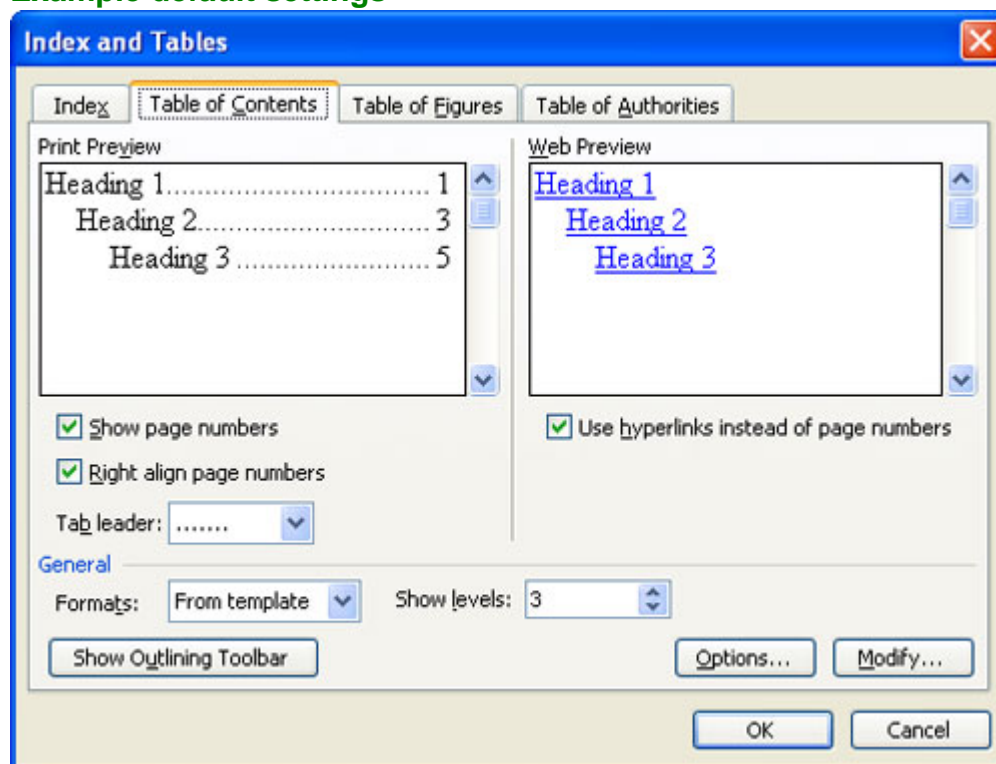 Example default settings
Index and Tables
Index Table of Contents Table of Figures Table of Authorities
Print Preview
Heading 1.................................. 1
Heading 2.............................. 3
Heading 3 ......................... 5
Web Preview
Heading 1
Heading 2
Heading 3
Show page numbers
Use hyperlinks instead of page numbers
Right align page numbers
Tab leader: .......
General
Formats: From template Show levels: 3
Show Outlining Toolbar Options... Modify...
OK Cancel